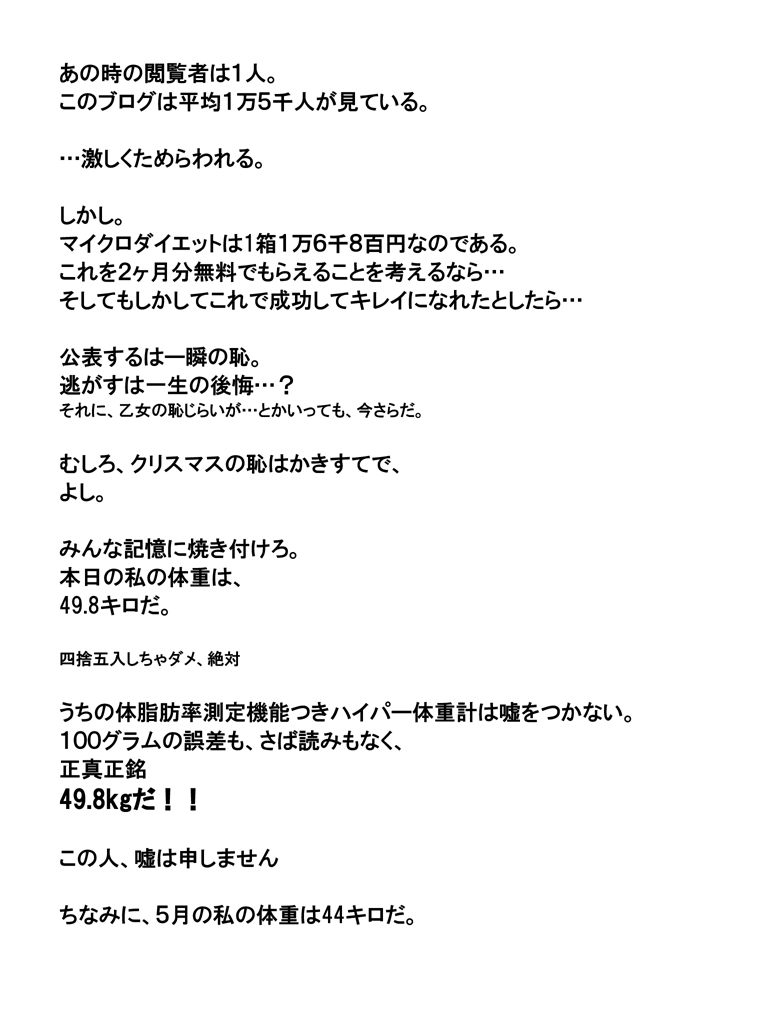 あの時の閲覧者は１人。
このブログは平均１万５千人が見ている。
…激しくためらわれる。
しかし。
マイクロダイエットは1箱１万６千８百円なのである。
これを２ヶ月分無料でもらえることを考えるなら…
そしてもしかしてこれで成功してキレイになれたとしたら…
公表するは一瞬の恥。
逃がすは一生の後悔…？
それに、乙女の恥じらいが…とかいっても、今さらだ。
むしろ、クリスマスの恥はかきすてで、
よし。
みんな記憶に焼き付けろ。
本日の私の体重は、
49.8キロだ。
四捨五入しちゃダメ、絶対
うちの体脂肪率測定機能つきハイパー体重計は嘘をつかない。
１００グラムの誤差も、さば読みもなく、
正真正銘
49.8kgだ！！
この人、嘘は申しません
ちなみに、５月の私の体重は44キロだ。